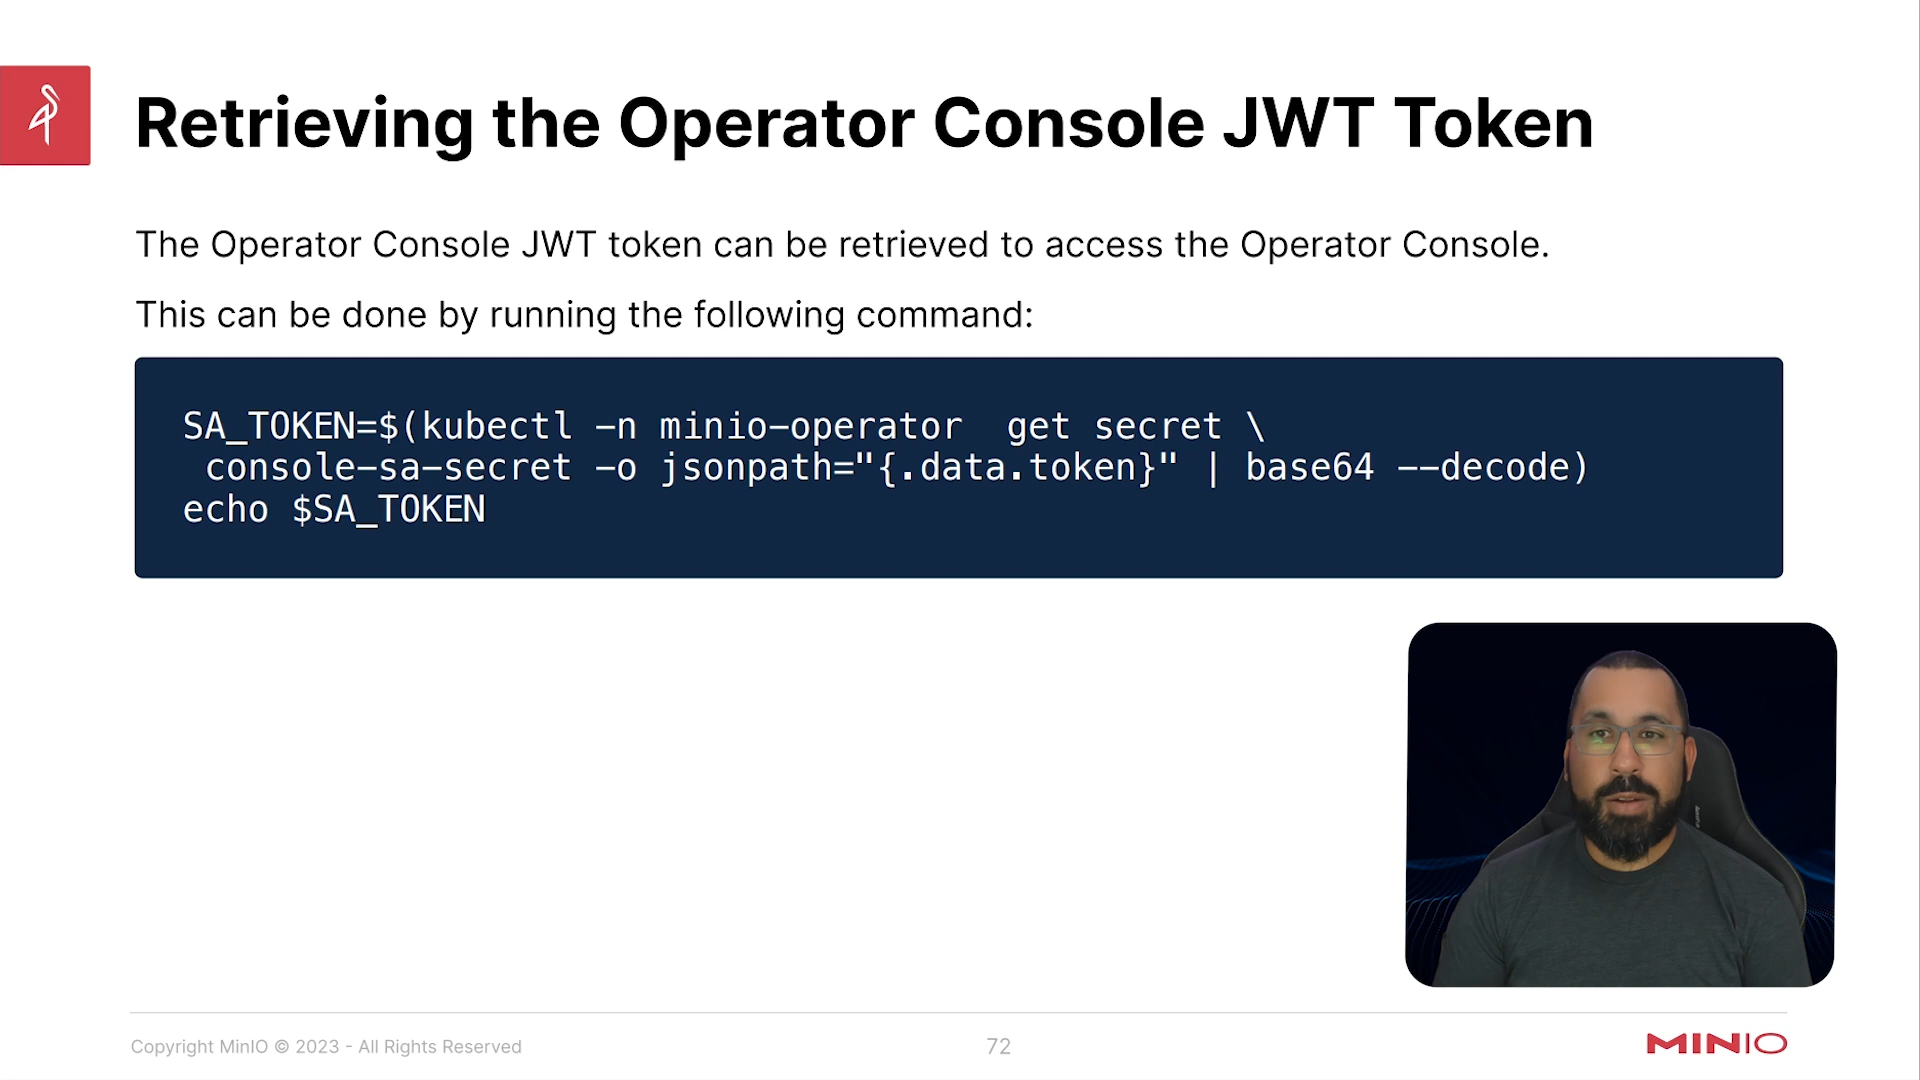 Retrieving the Operator Console JWT Token
The Operator Console JWT token can be retrieved to access the Operator Console.
This can be done by running the following command:
SA_TOKEN=$(kubectl -n minio-operator  get secret \
 console-sa-secret -o jsonpath="{.data.token}" | base64 --decode)
echo $SA_TOKEN
Copyright MinIO © 2023 - All Rights Reserved
72
MINIO